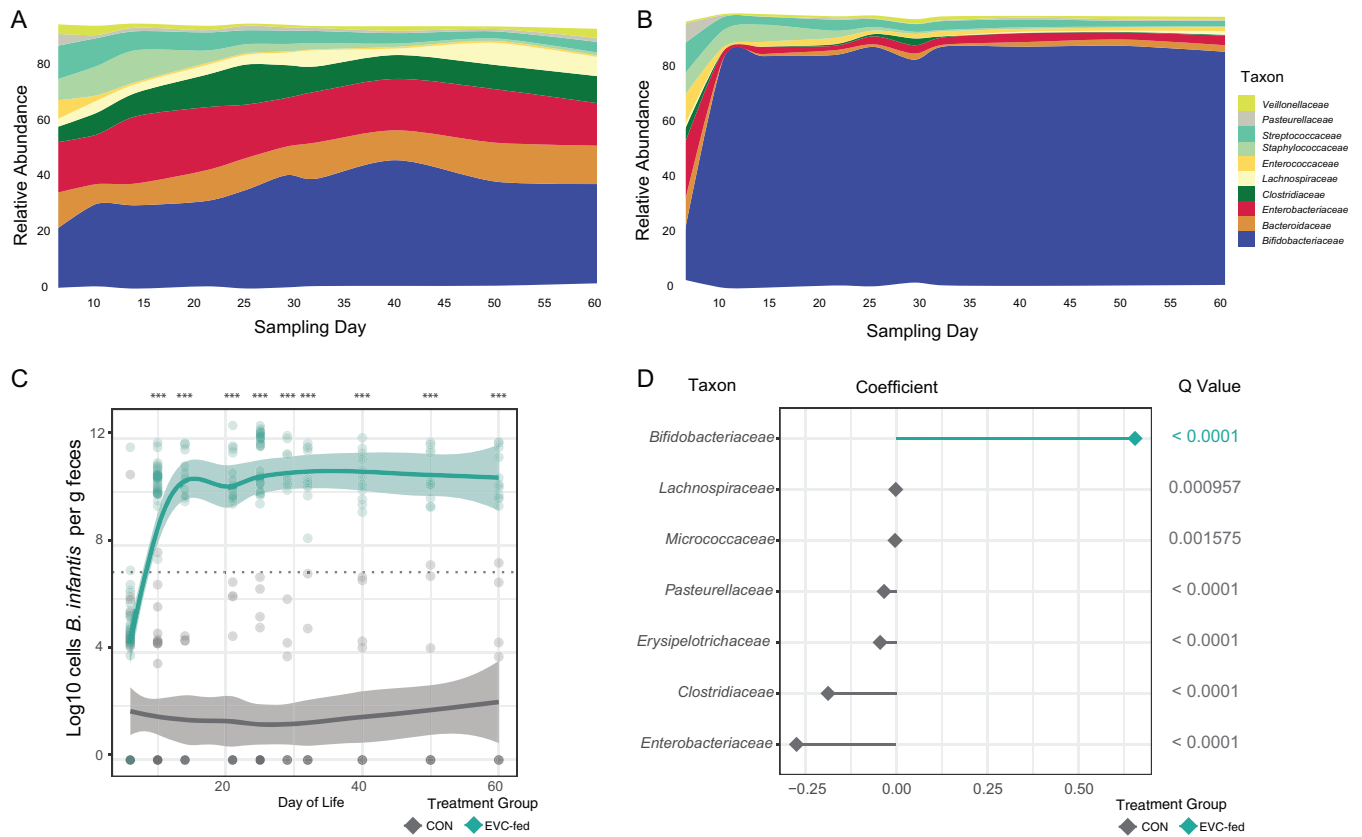 A
Relative Abundance
80
60
40
20
0
10 15 20 25 30 35 40 45 50 55 60
Sampling Day
B
Relative Abundance
80
60
40
20
0
10 15 20 25 30 35 40 45 50 55 60
Sampling Day
Taxon
Veillonellaceae
Pasteurellaceae
Streptococcaceae
Staphylococcaceae
Enterococcaceae
Lachnospiraceae
Clostridiaceae
Enterobacteriaceae
Bacteroidaceae
Bifidobacteriaceae
C
*** *** *** *** *** *** *** *** ***
Log10 cells B. infantis per g feces
12
8
4
0
20 40 60
Day of Life
Treatment Group
CON EVC-fed
D
Taxon Coefficient Q Value
Bifidobacteriaceae < 0.0001
Lachnospiraceae 0.000957
Micrococcaceae 0.001575
Pasteurellaceae < 0.0001
Erysipelotrichaceae < 0.0001
Clostridiaceae < 0.0001
Enterobacteriaceae < 0.0001
−0.25 0.00 0.25 0.50
Treatment Group
CON EVC-fed